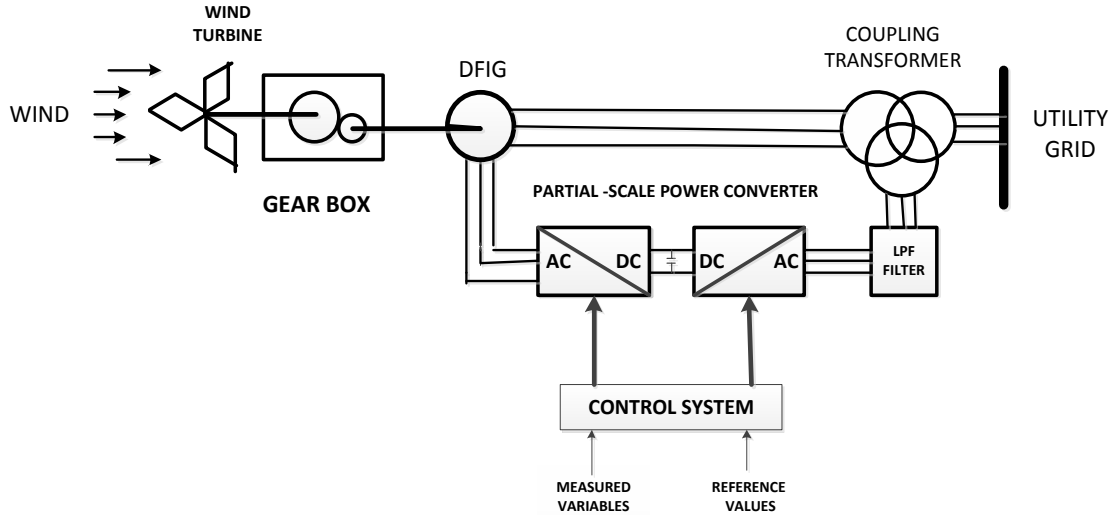 WIND
TURBINE
WIND
GEAR BOX
DFIG
COUPLING
TRANSFORMER
UTILITY
GRID
PARTIAL -SCALE POWER CONVERTER
AC
DC
DC
AC
LPF
FILTER
CONTROL SYSTEM
MEASURED
VARIABLES
REFERENCE
VALUES